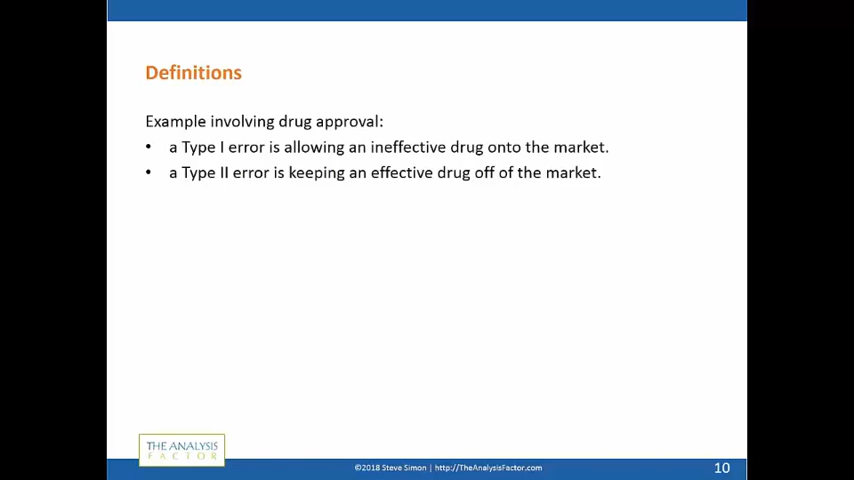 Definitions
Example involving drug approval:
• a Type I error is allowing an ineffective drug onto the market.
• a Type II error is keeping an effective drug off of the market.
THE ANALYSIS
FACTOR
©2018 Steve Simon | http://TheAnalysisFactor.com
10